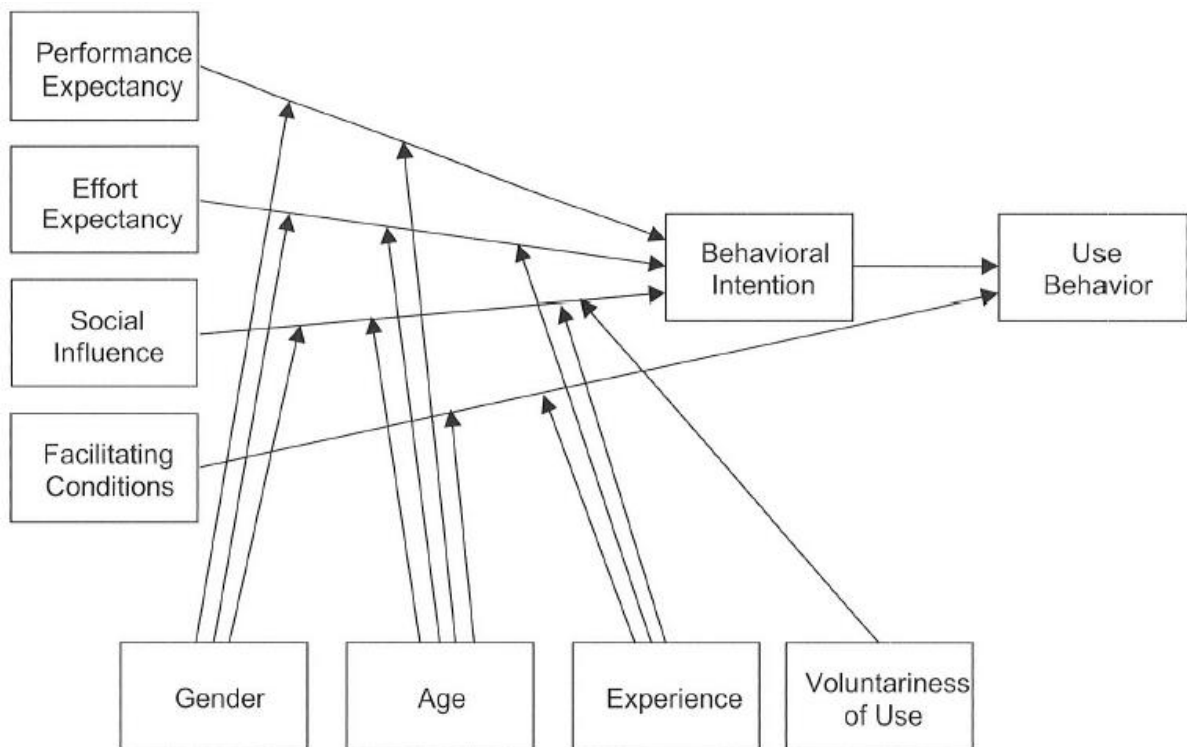 Performance
Expectancy
Effort
Expectancy
Social
Influence
Facilitating
Conditions
Behavioral
Intention
Use
Behavior
Gender
Age
Experience
Voluntariness
of Use